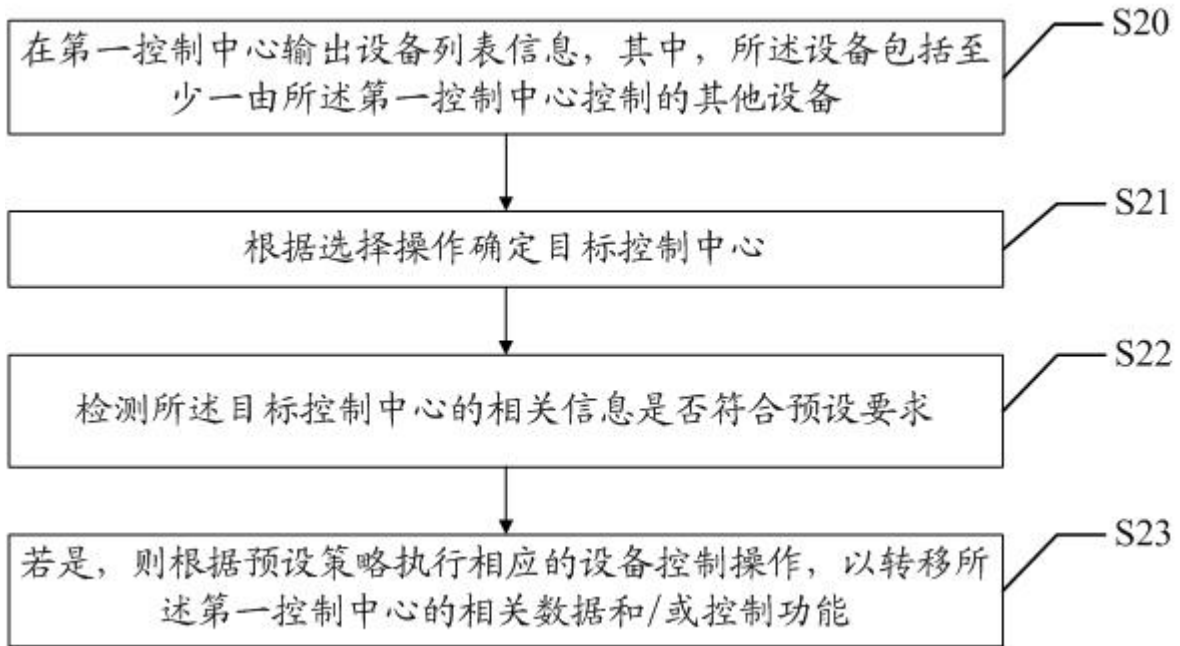 S20
在第一控制中心输出设备列表信息，其中，所述设备包括至
少一由所述第一控制中心控制的其他设备
S21
根据选择操作确定目标控制中心
S22
检测所述目标控制中心的相关信息是否符合预设要求
S23
若是，则根据预设策略执行相应的设备控制操作，以转移所
述第一控制中心的相关数据和/或控制功能